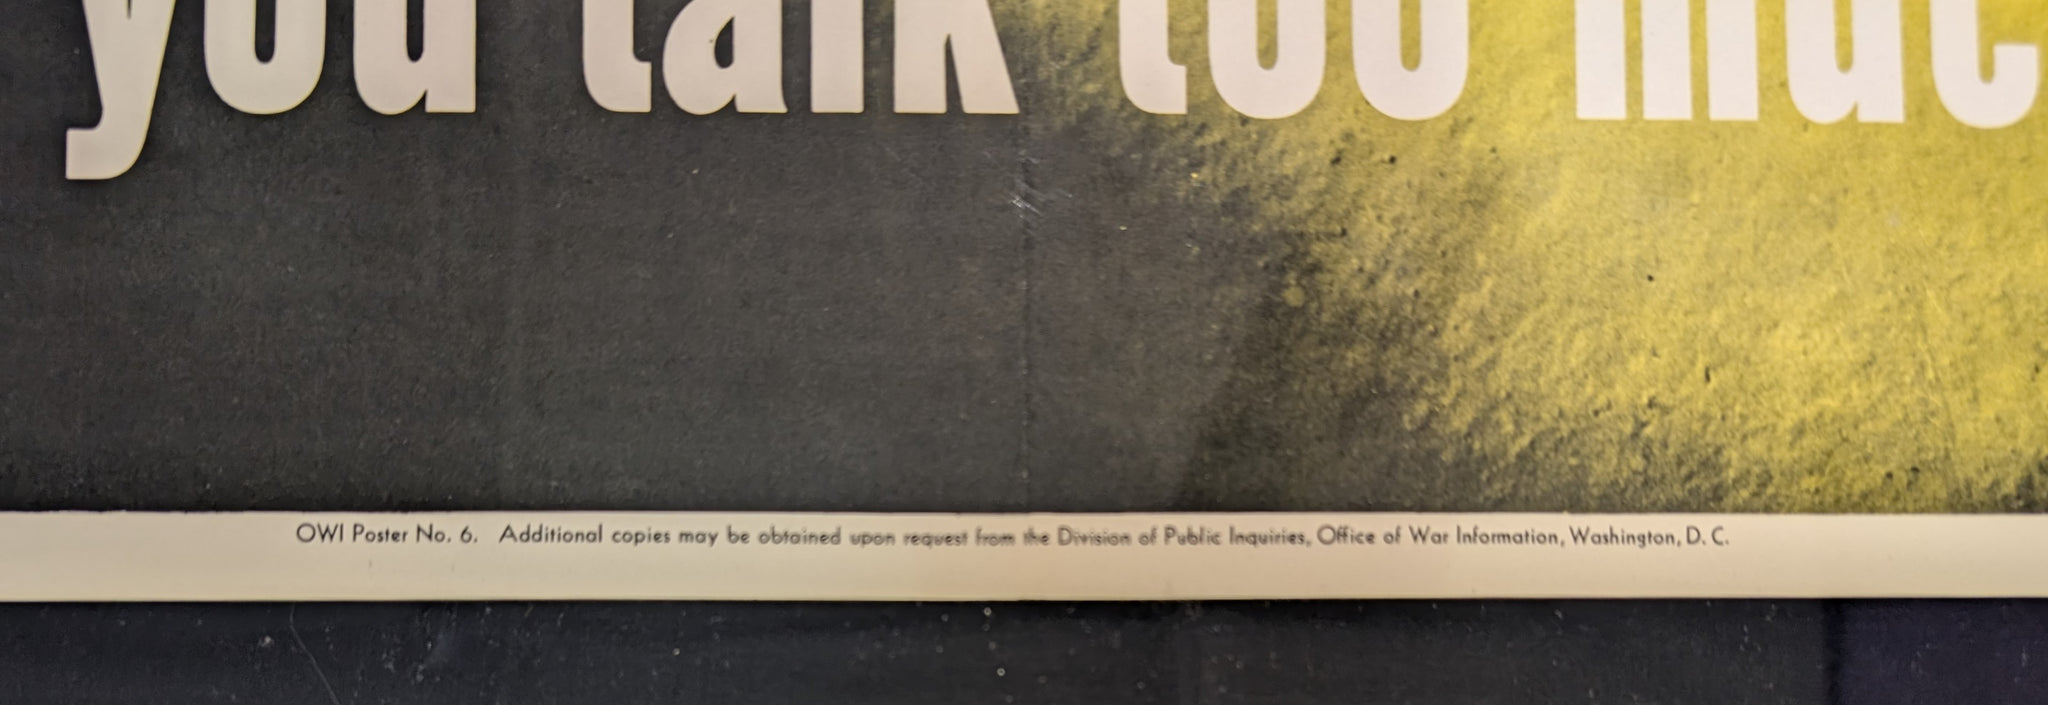 you talk too muc
OWI Poster No. 6. Additional copies may be obtained upon request from the Division of Public Inquiries, Office of War Information, Washington, D. C.